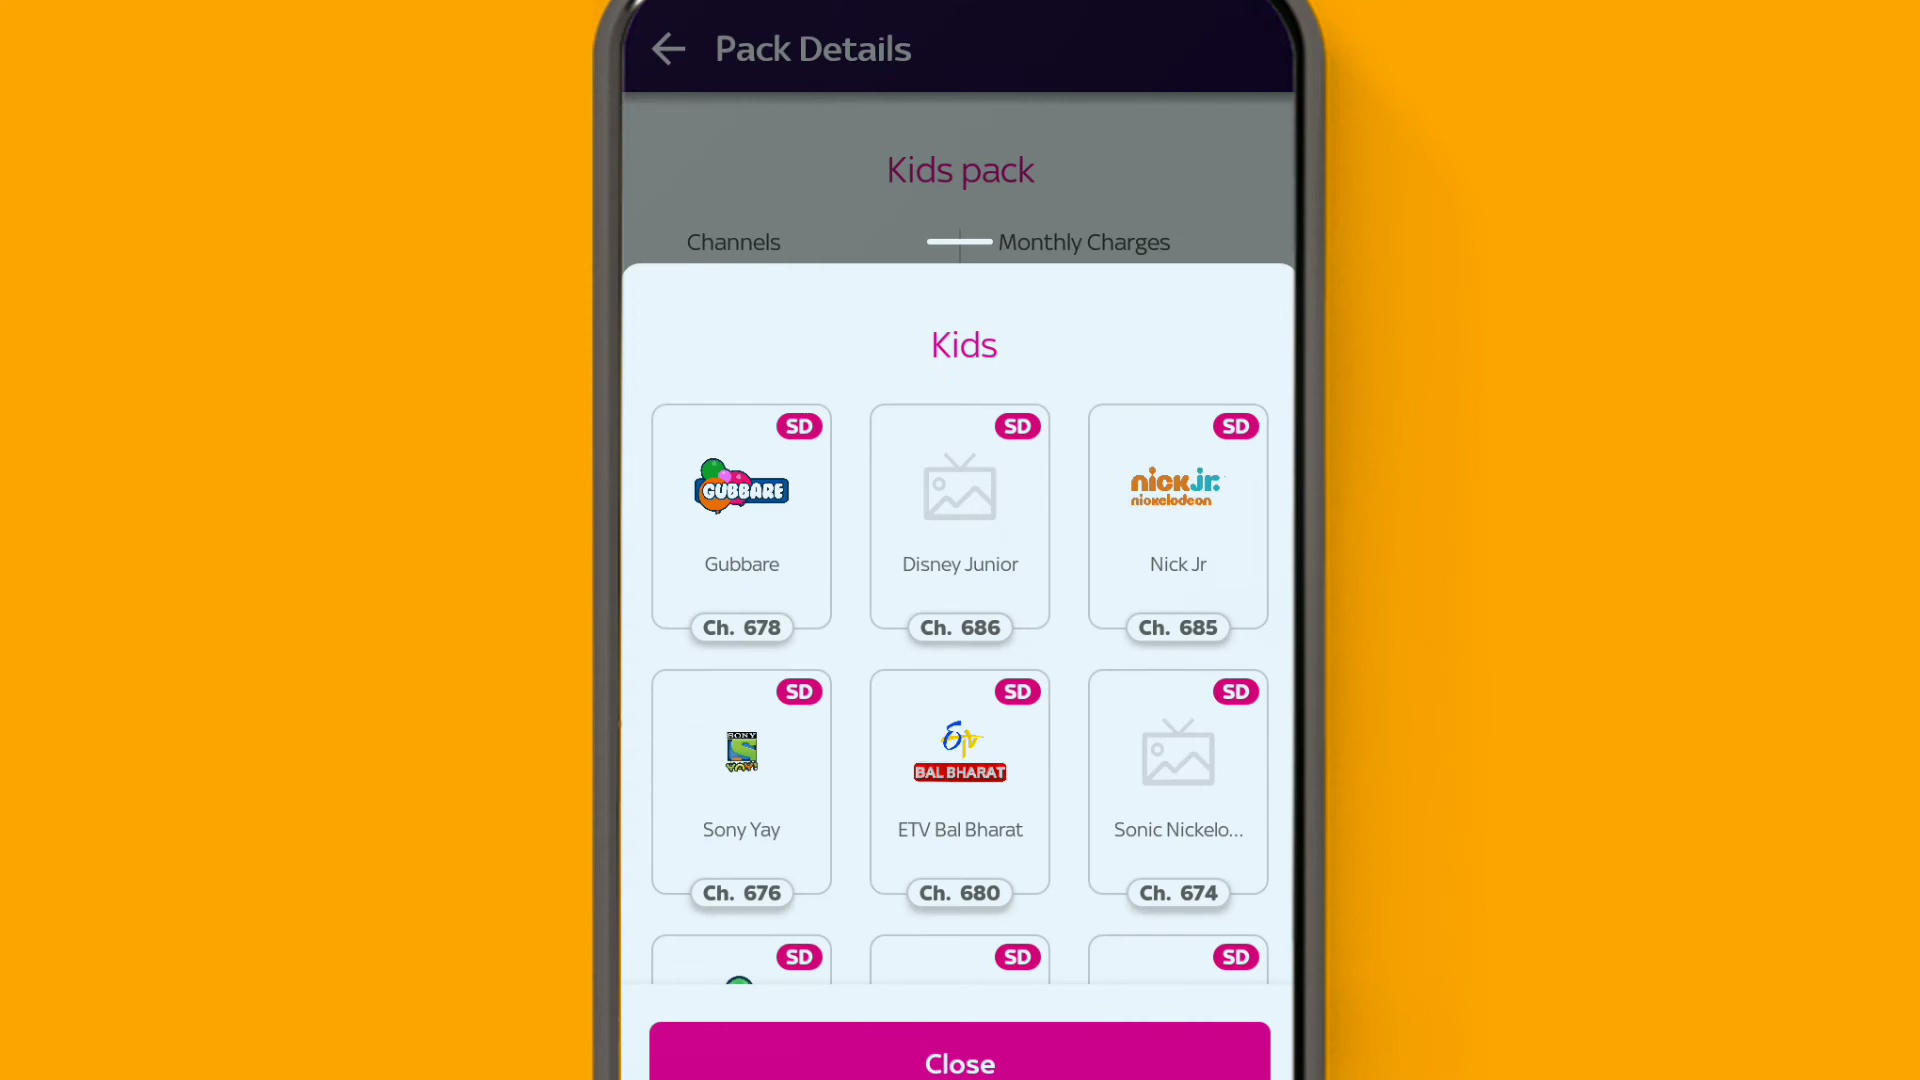 Pack Details
Kids pack
Channels
Monthly Charges
Kids
SD
SD
SD
GUBBARE
nick jr.
nickelodeon
Gubbare
Disney Junior
Nick Jr
Ch. 678
Ch. 686
Ch. 685
SD
SD
SD
SONY
YAY!
ETV
BAL BHARAT
Sony Yay
ETV Bal Bharat
Sonic Nickelo...
Ch. 676
Ch. 680
Ch. 674
SD
SD
SD
Close